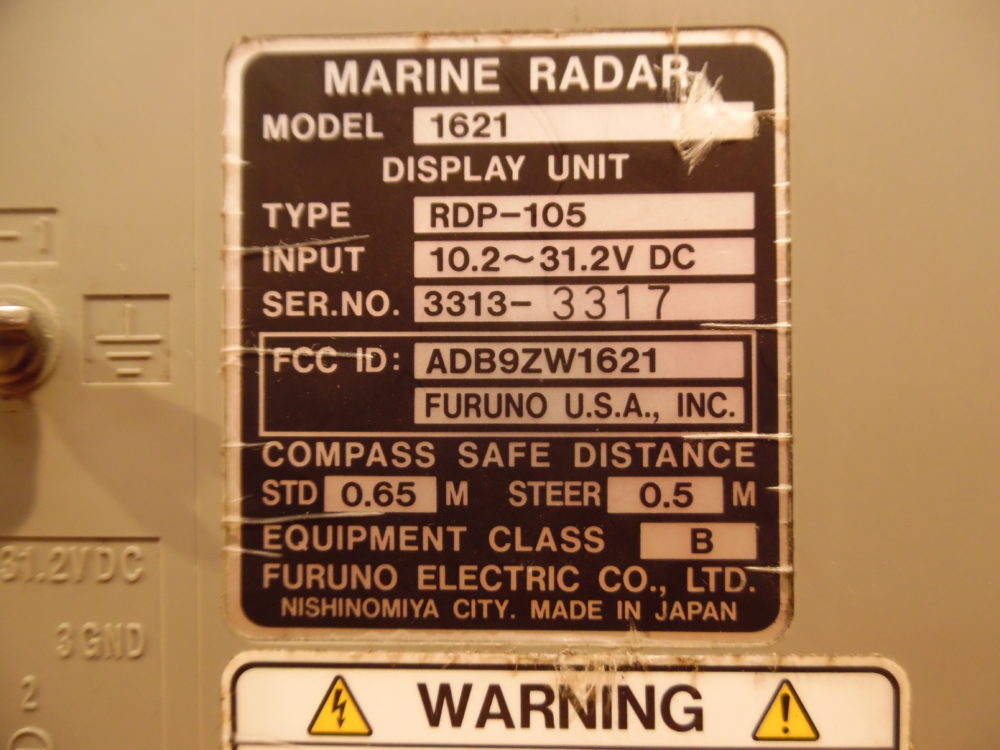 MARINE RADAR
MODEL 1621
DISPLAY UNIT
TYPE RDP-105
INPUT 10.2~31.2V DC
SER.NO. 3313- 3317
FCC ID: ADB9ZW1621
FURUNO U.S.A., INC.
COMPASS SAFE DISTANCE
STD 0.65 M STEER 0.5 M
EQUIPMENT CLASS B
FURUNO ELECTRIC CO., LTD.
NISHINOMIYA CITY. MADE IN JAPAN
WARNING
31.2VDC
3 GND
2